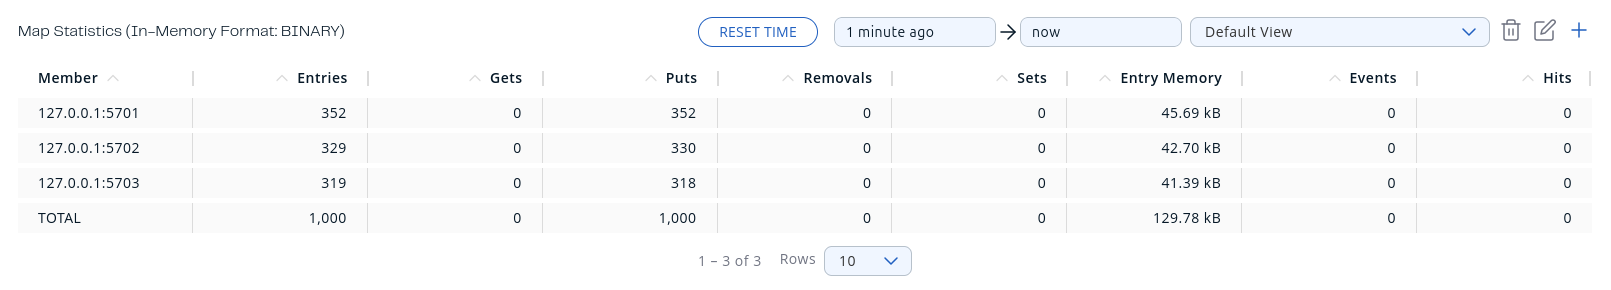 Map Statistics (In-Memory Format: BINARY) RESET TIME 1 minute ago → now Default View
Member Entries Gets Puts Removals Sets Entry Memory Events Hits
127.0.0.1:5701 352 0 352 0 0 45.69 kB 0 0
127.0.0.1:5702 329 0 330 0 0 42.70 kB 0 0
127.0.0.1:5703 319 0 318 0 0 41.39 kB 0 0
TOTAL 1,000 0 1,000 0 0 129.78 kB 0 0
1 – 3 of 3 Rows 10